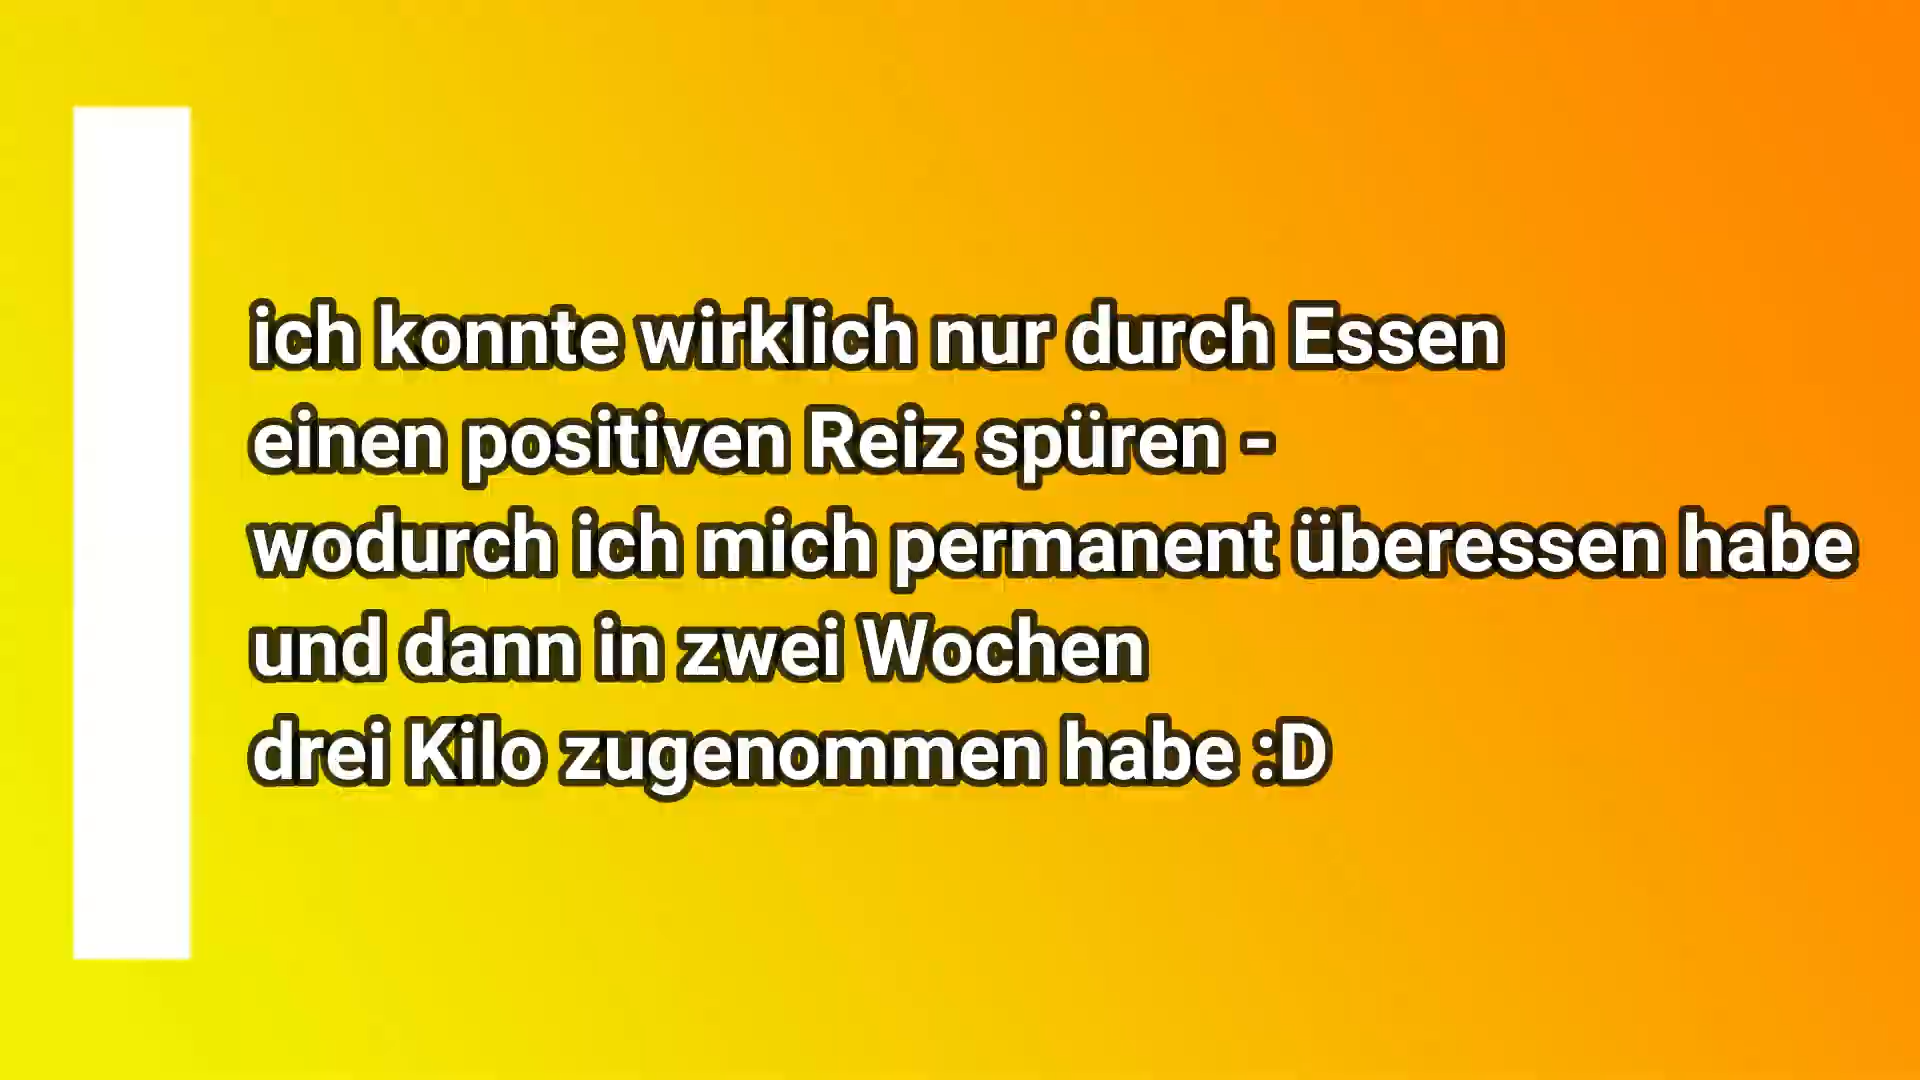 ich konnte wirklich nur durch Essen
einen positiven Reiz spüren -
wodurch ich mich permanent überessen habe
und dann in zwei Wochen
drei Kilo zugenommen habe :D